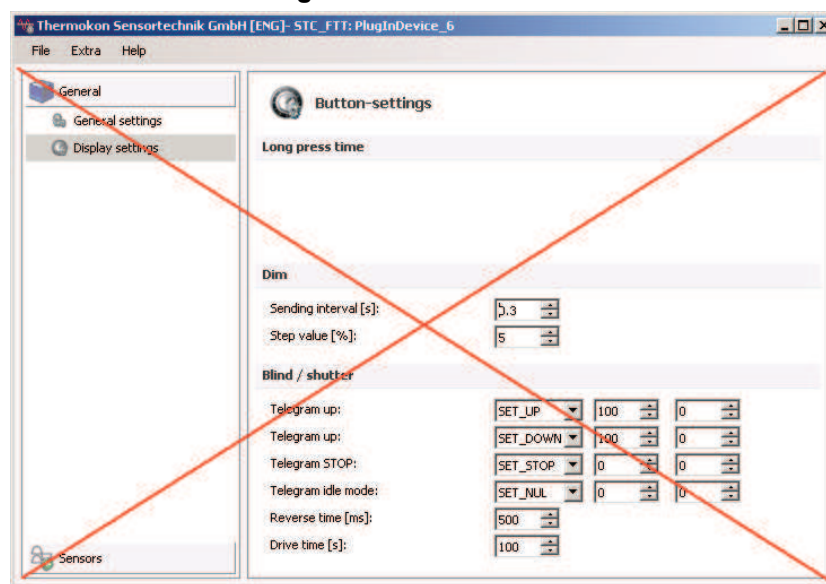 Thermokon Sensortechnik GmbH [ENG]- STC_FTT: PlugInDevice_6
File Extra Help
General
General settings
Display settings
Sensors
Button-settings
Long press time
Dim
Sending interval [s]: 0.3
Step value [%]: 5
Blind / shutter
Telegram up: SET_UP 100 0
Telegram up: SET_DOWN 100 0
Telegram STOP: SET_STOP 0 0
Telegram idle mode: SET_NUL 0 0
Reverse time [ms]: 500
Drive time [s]: 100